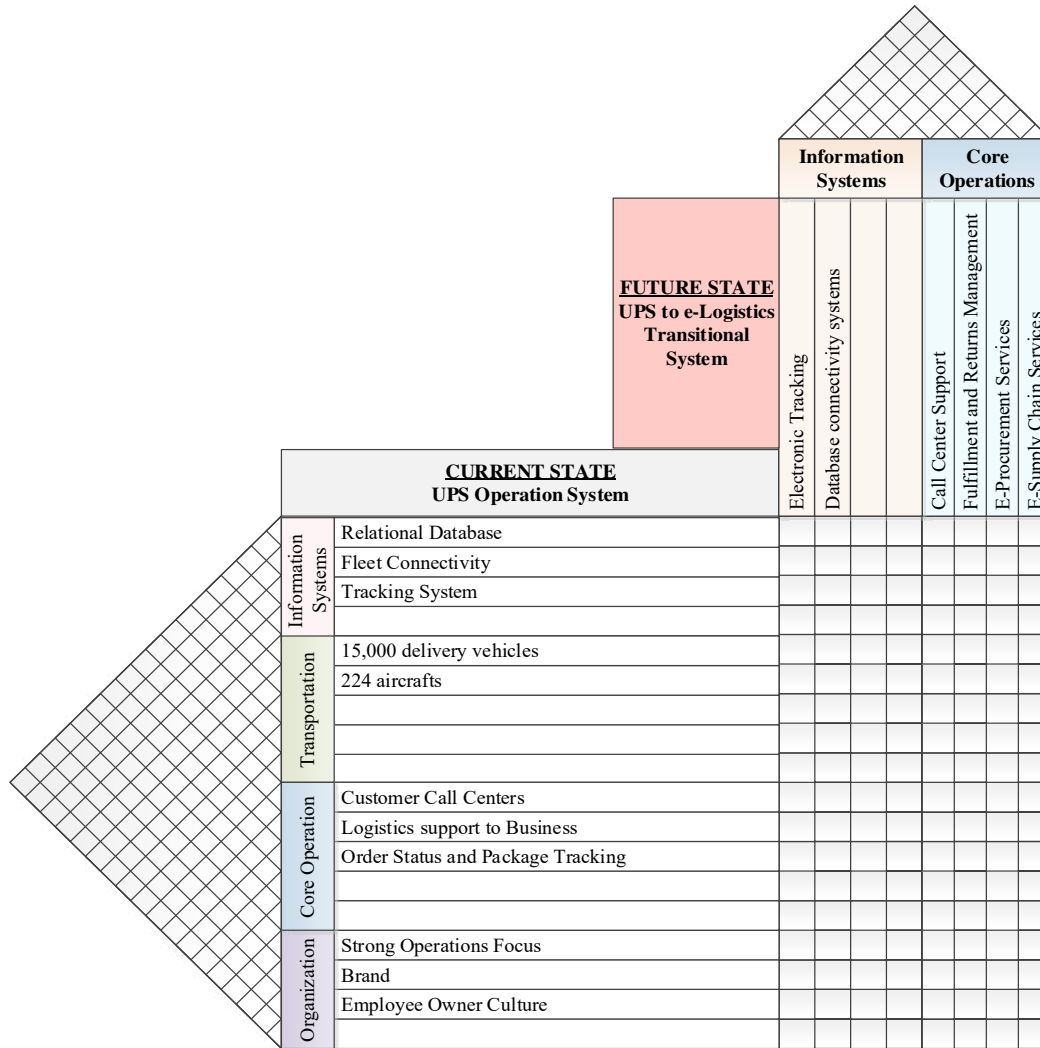 Information
Systems
Core
Operations
FUTURE STATE
UPS to e-Logistics
Transitional
System
Electronic Tracking
Database connectivity systems
Call Center Support
Fulfillment and Returns Management
E-Procurement Services
E-Supply Chain Services
CURRENT STATE
UPS Operation System
Information
Systems
Relational Database
Fleet Connectivity
Tracking System
Transportation
15,000 delivery vehicles
224 aircrafts
Core Operation
Customer Call Centers
Logistics support to Business
Order Status and Package Tracking
Organization
Strong Operations Focus
Brand
Employee Owner Culture